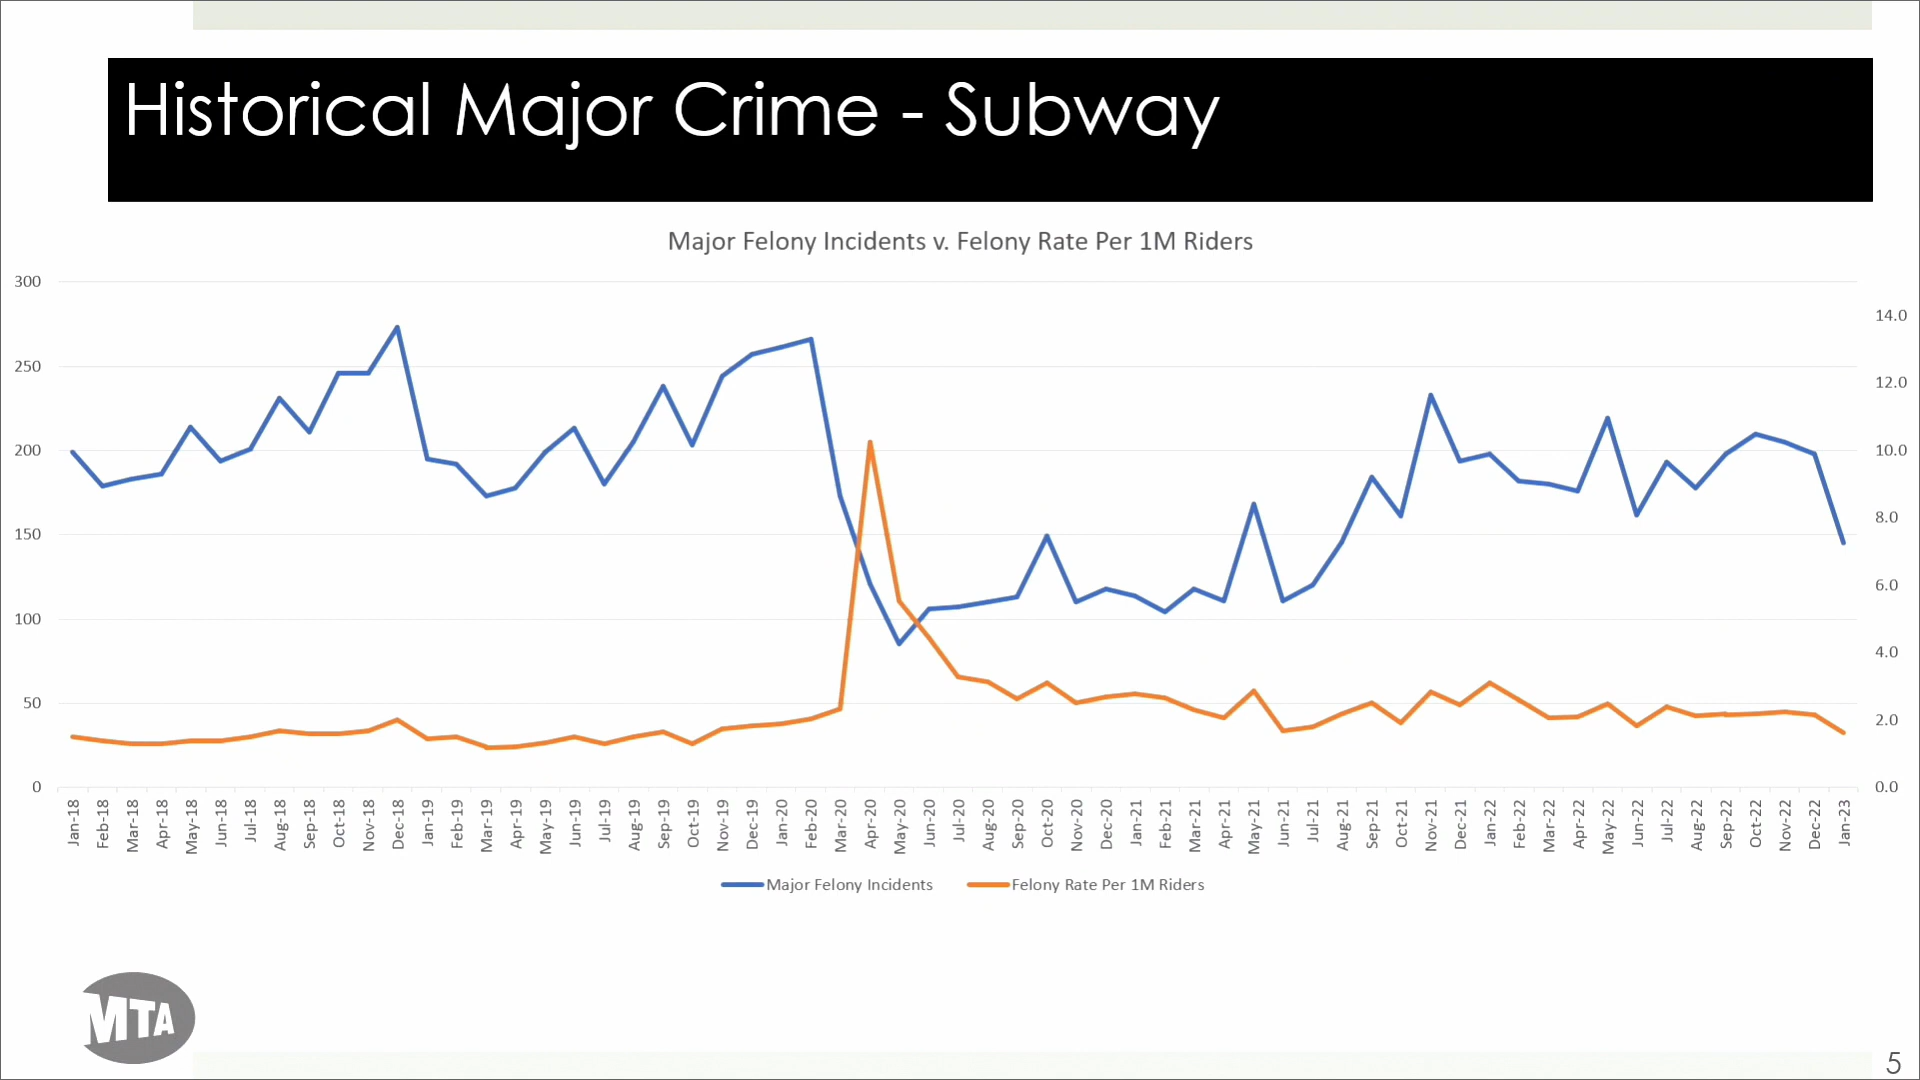 Historical Major Crime - Subway
Major Felony Incidents v. Felony Rate Per 1M Riders
300
250
200
150
100
50
0
14.0
12.0
10.0
8.0
6.0
4.0
2.0
0.0
Jan-18
Feb-18
Mar-18
Apr-18
May-18
Jun-18
Jul-18
Aug-18
Sep-18
Oct-18
Nov-18
Dec-18
Jan-19
Feb-19
Mar-19
Apr-19
May-19
Jun-19
Jul-19
Aug-19
Sep-19
Oct-19
Nov-19
Dec-19
Jan-20
Feb-20
Mar-20
Apr-20
May-20
Jun-20
Jul-20
Aug-20
Sep-20
Oct-20
Nov-20
Dec-20
Jan-21
Feb-21
Mar-21
Apr-21
May-21
Jun-21
Jul-21
Aug-21
Sep-21
Oct-21
Nov-21
Dec-21
Jan-22
Feb-22
Mar-22
Apr-22
May-22
Jun-22
Jul-22
Aug-22
Sep-22
Oct-22
Nov-22
Dec-22
Jan-23
Major Felony Incidents
Felony Rate Per 1M Riders
MTA
5